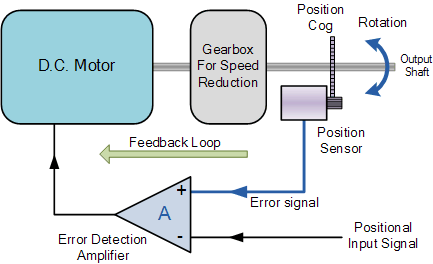 D.C. Motor
Gearbox
For Speed
Reduction
Position
Cog
Rotation
Output
Shaft
Position
Sensor
Feedback Loop
Error signal
+
A
-
Error Detection
Amplifier
Positional
Input Signal